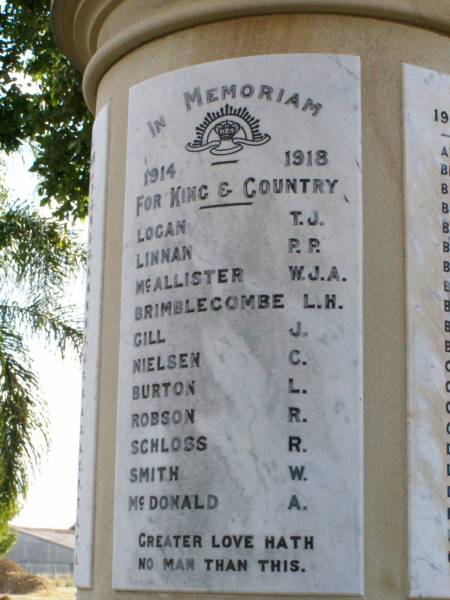 IN MEMORIAM
1914 1918
FOR KING & COUNTRY
LOGAN T.J.
LINNAN P.P.
McALLISTER W.J.A.
BRIMBLECOMBE L.H.
GILL J.
NIELSEN C.
BURTON L.
ROBSON R.
SCHLOSS R.
SMITH W.
McDONALD A.
GREATER LOVE HATH
NO MAN THAN THIS.